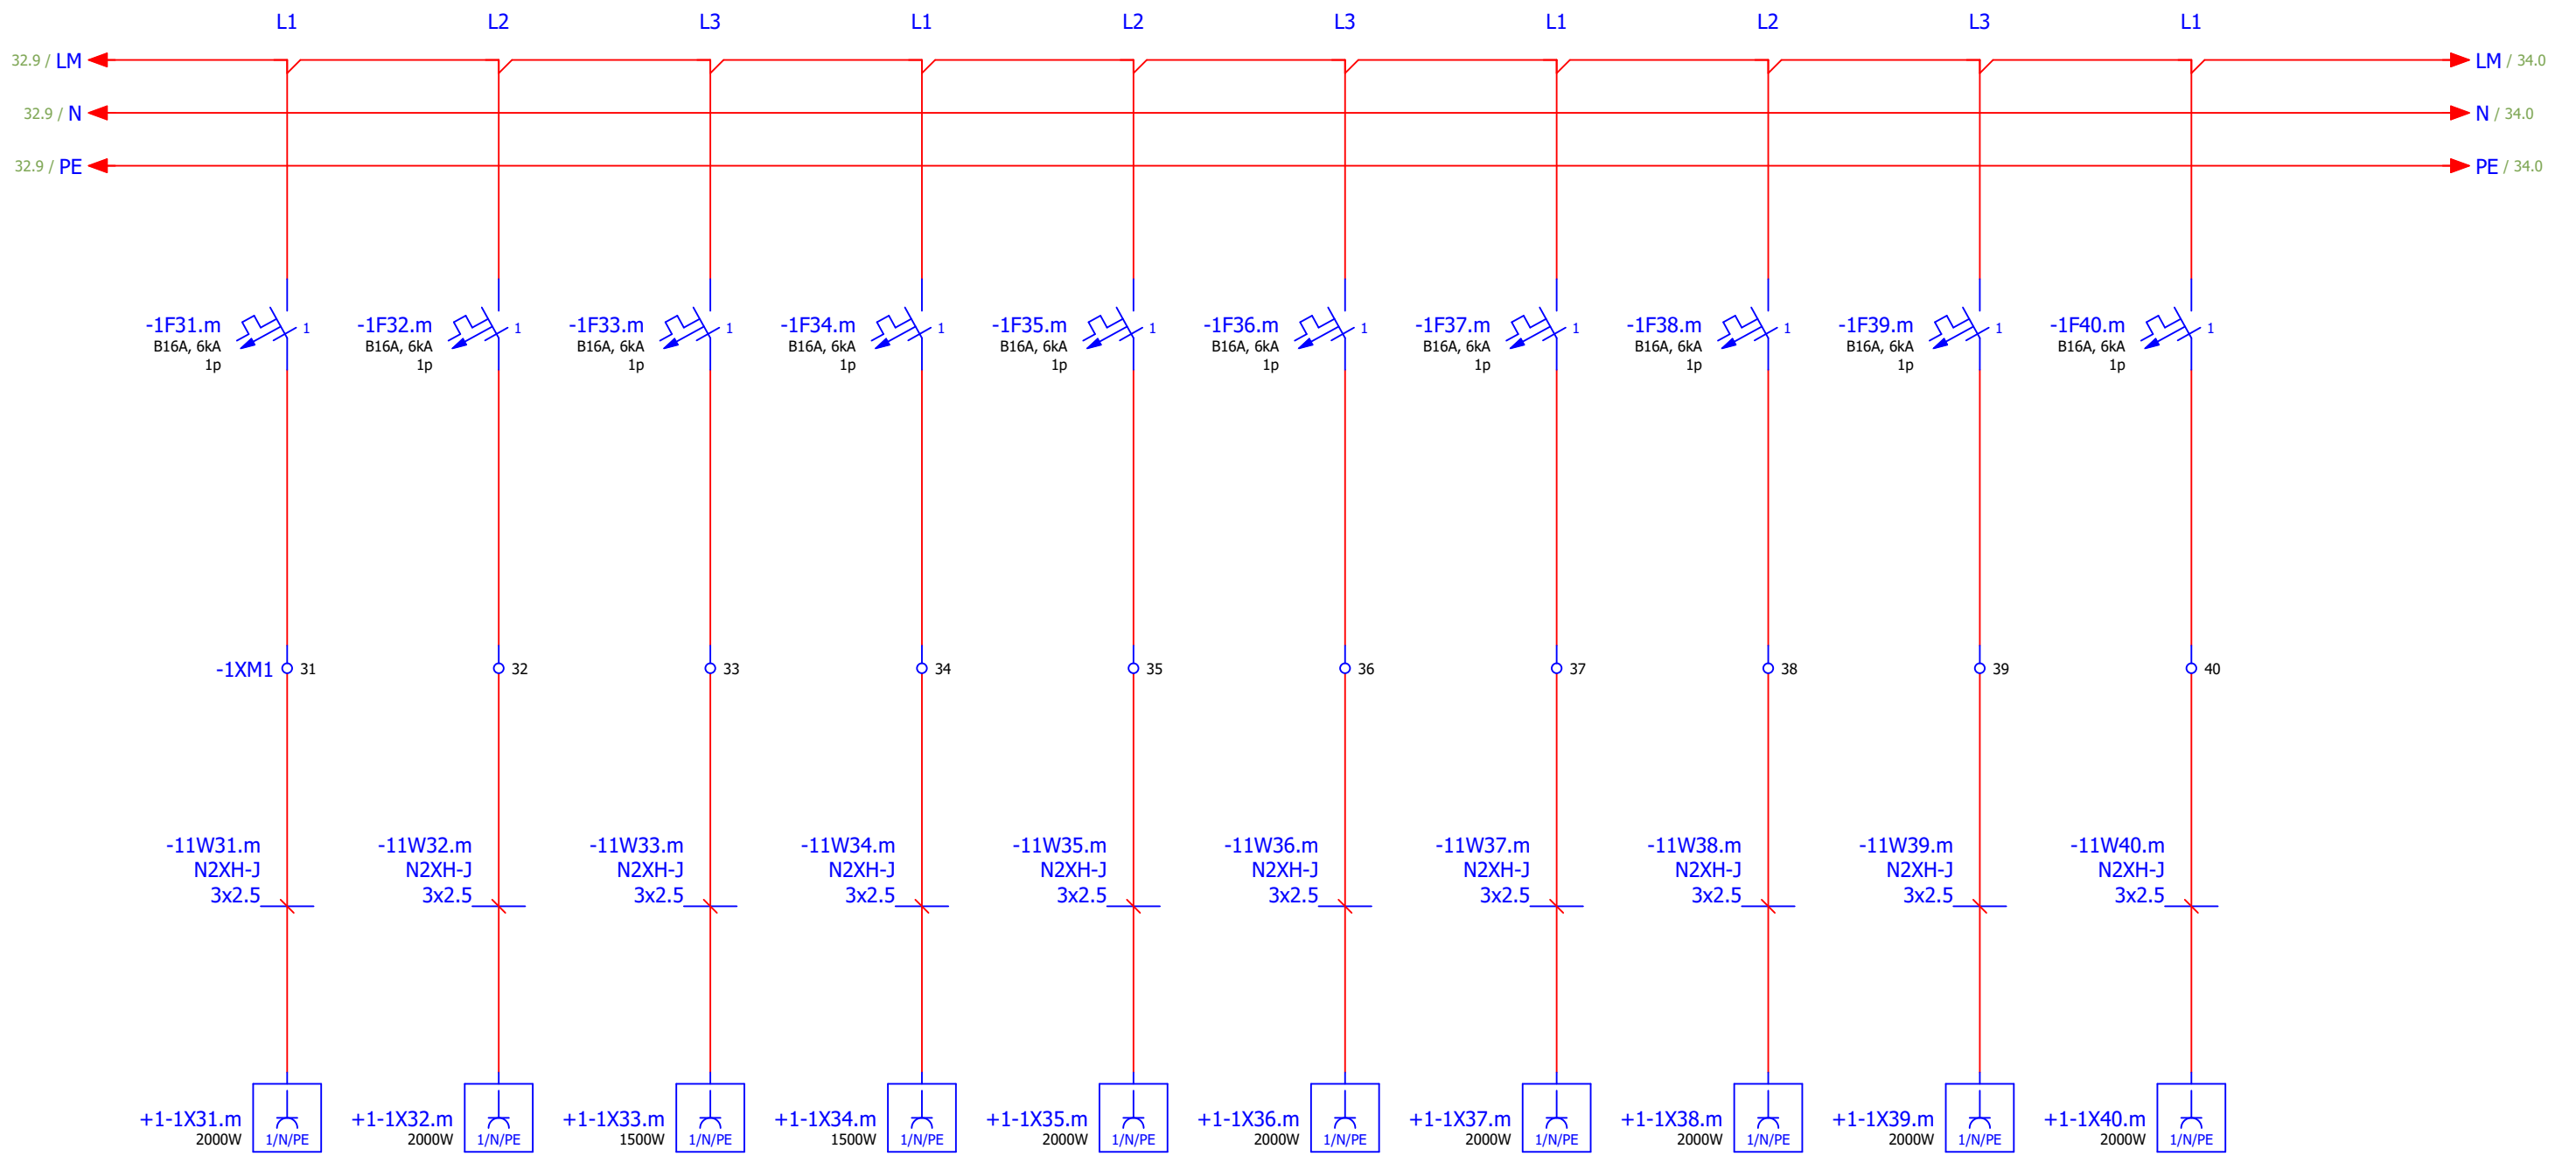 L1 L2 L3 L1 L2 L3 L1 L2 L3 L1
32.9 / LM LM / 34.0
32.9 / N N / 34.0
32.9 / PE PE / 34.0
-1F31.m 1 -1F32.m 1 -1F33.m 1 -1F34.m 1 -1F35.m 1 -1F36.m 1 -1F37.m 1 -1F38.m 1 -1F39.m 1 -1F40.m 1
B16A, 6kA B16A, 6kA B16A, 6kA B16A, 6kA B16A, 6kA B16A, 6kA B16A, 6kA B16A, 6kA B16A, 6kA B16A, 6kA
1p 1p 1p 1p 1p 1p 1p 1p 1p 1p
-1XM1 31 32 33 34 35 36 37 38 39 40
-11W31.m -11W32.m -11W33.m -11W34.m -11W35.m -11W36.m -11W37.m -11W38.m -11W39.m -11W40.m
N2XH-J N2XH-J N2XH-J N2XH-J N2XH-J N2XH-J N2XH-J N2XH-J N2XH-J N2XH-J
3x2.5 3x2.5 3x2.5 3x2.5 3x2.5 3x2.5 3x2.5 3x2.5 3x2.5 3x2.5
+1-1X31.m +1-1X32.m +1-1X33.m +1-1X34.m +1-1X35.m +1-1X36.m +1-1X37.m +1-1X38.m +1-1X39.m +1-1X40.m
2000W 1/N/PE 2000W 1/N/PE 1500W 1/N/PE 1500W 1/N/PE 2000W 1/N/PE 2000W 1/N/PE 2000W 1/N/PE 2000W 1/N/PE 2000W 1/N/PE 2000W 1/N/PE